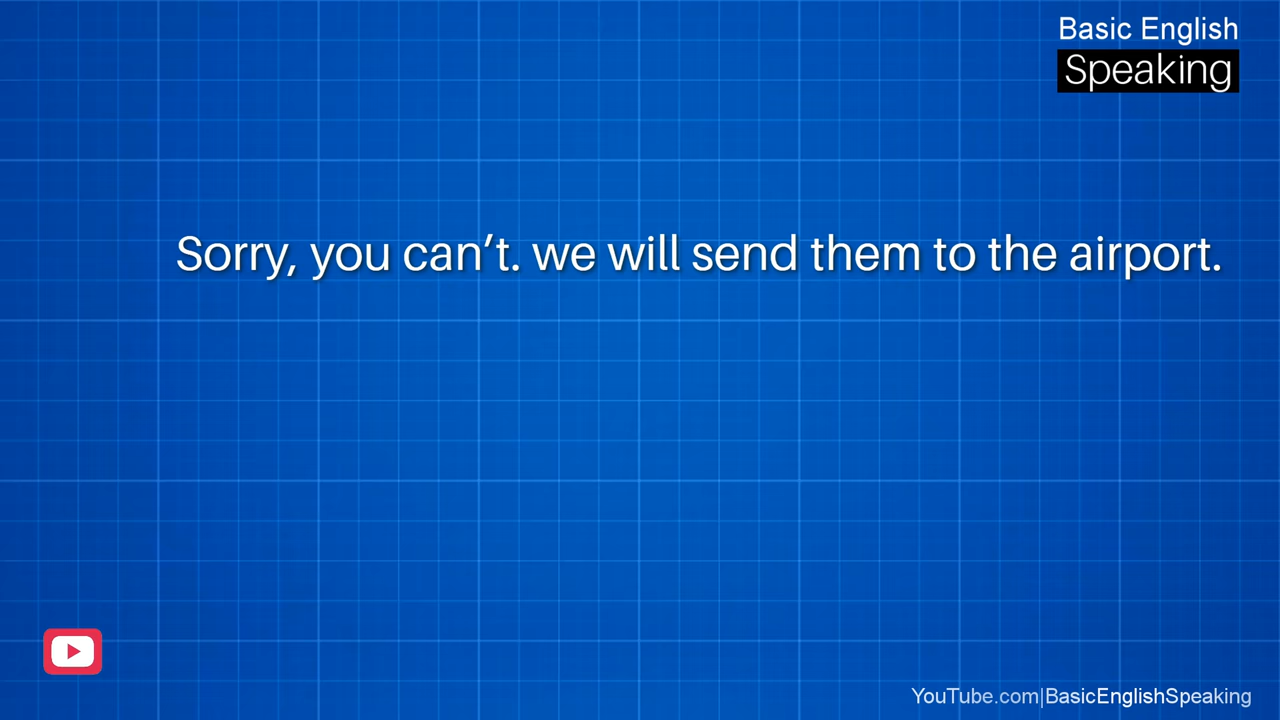 Basic English
Speaking
Sorry, you can’t. we will send them to the airport.
YouTube.com|BasicEnglishSpeaking